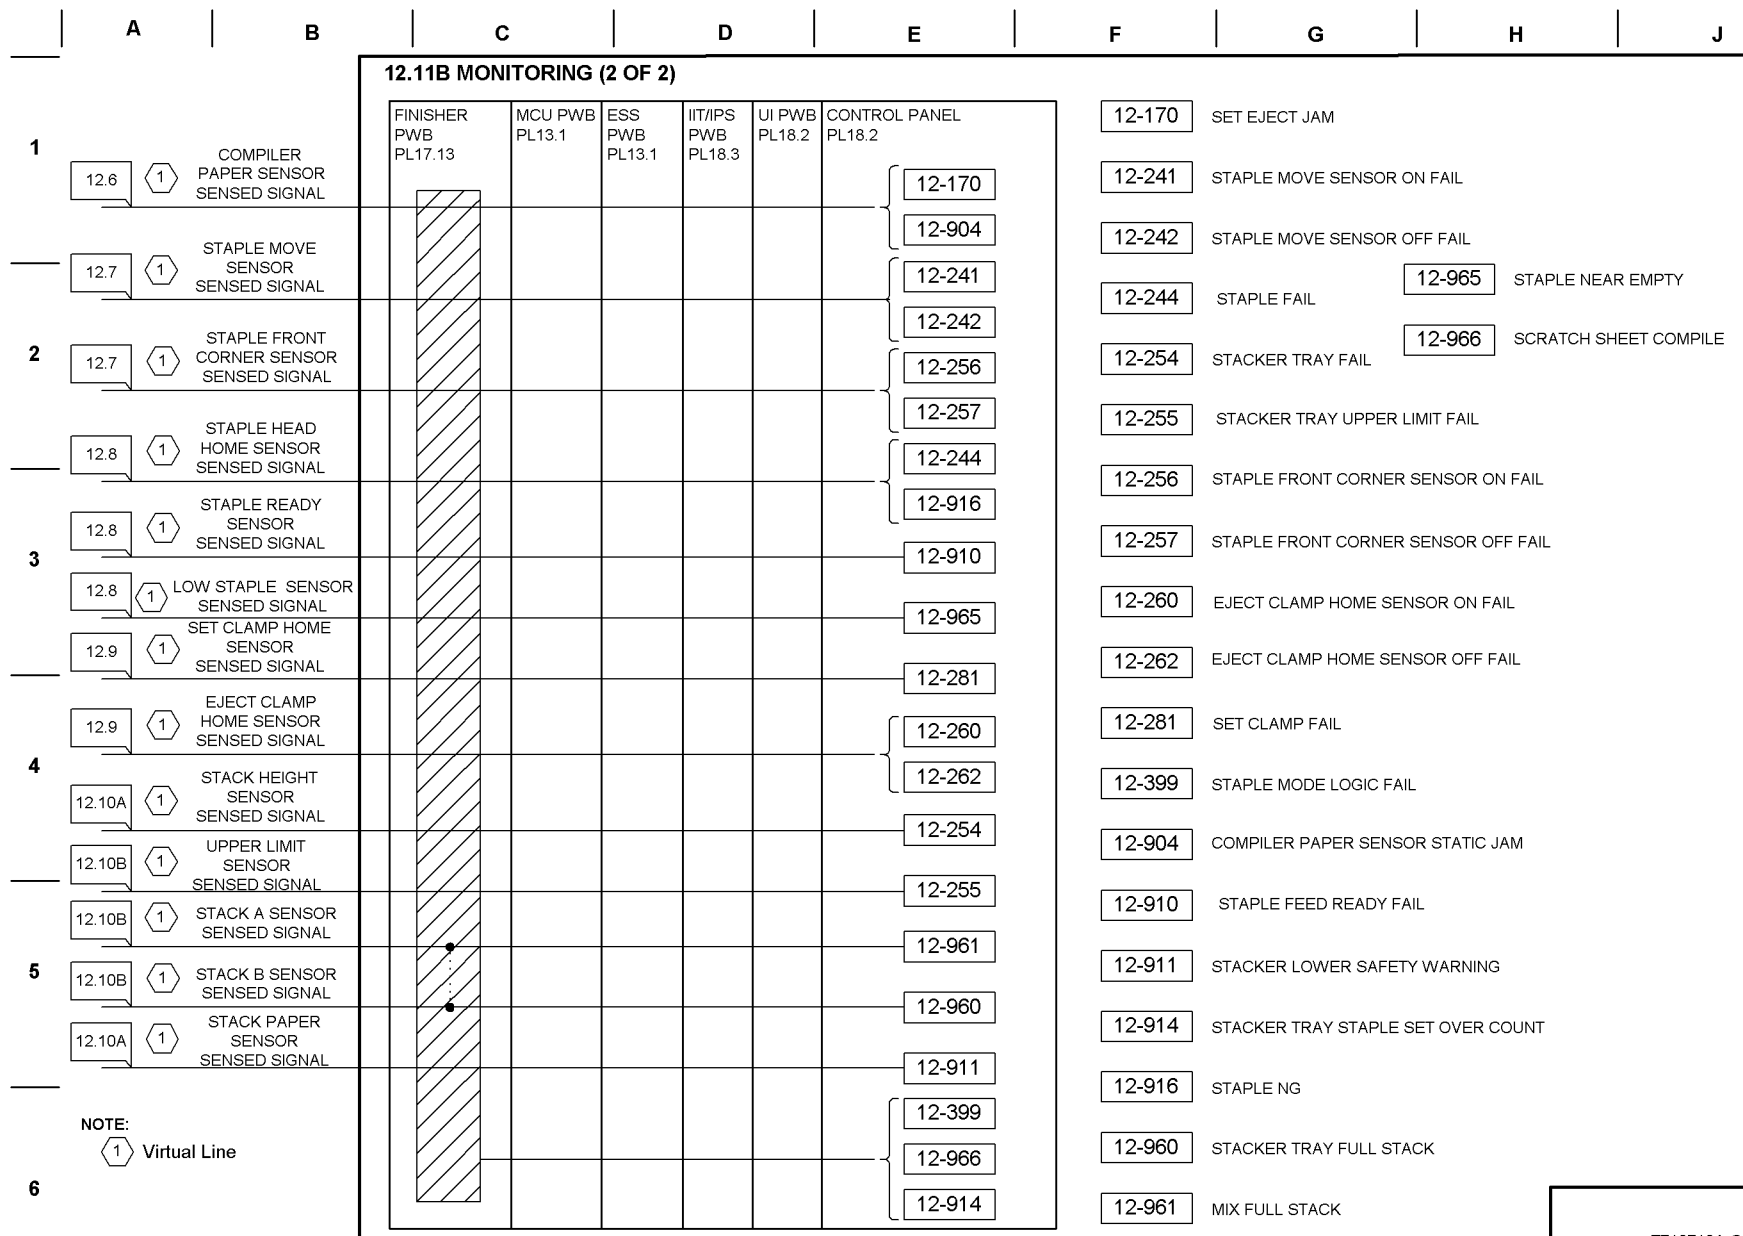 A B C D E F G H J
12.11B MONITORING (2 OF 2)
1
2
3
4
5
6
FINISHER
PWB
PL17.13
MCU PWB
PL13.1
ESS
PWB
PL13.1
IIT/IPS
PWB
PL18.3
UI PWB
PL18.2
CONTROL PANEL
PL18.2
12.6
1
COMPILER
PAPER SENSOR
SENSED SIGNAL
12-170
12-904
12.7
1
STAPLE MOVE
SENSOR
SENSED SIGNAL
12-241
12-242
12.7
1
STAPLE FRONT
CORNER SENSOR
SENSED SIGNAL
12-256
12-257
12.8
1
STAPLE HEAD
HOME SENSOR
SENSED SIGNAL
12-244
12-916
12.8
1
STAPLE READY
SENSOR
SENSED SIGNAL
12-910
12.8
1
LOW STAPLE SENSOR
SENSED SIGNAL
12-965
12.9
1
SET CLAMP HOME
SENSOR
SENSED SIGNAL
12-281
12.9
1
EJECT CLAMP
HOME SENSOR
SENSED SIGNAL
12-260
12-262
12.10A
1
STACK HEIGHT
SENSOR
SENSED SIGNAL
12-254
12.10B
1
UPPER LIMIT
SENSOR
SENSED SIGNAL
12-255
12.10B
1
STACK A SENSOR
SENSED SIGNAL
12-961
12.10B
1
STACK B SENSOR
SENSED SIGNAL
12-960
12.10A
1
STACK PAPER
SENSOR
SENSED SIGNAL
12-911
12-399
12-966
12-914
NOTE:
1 Virtual Line
12-170 SET EJECT JAM
12-241 STAPLE MOVE SENSOR ON FAIL
12-242 STAPLE MOVE SENSOR OFF FAIL
12-244 STAPLE FAIL
12-254 STACKER TRAY FAIL
12-255 STACKER TRAY UPPER LIMIT FAIL
12-256 STAPLE FRONT CORNER SENSOR ON FAIL
12-257 STAPLE FRONT CORNER SENSOR OFF FAIL
12-260 EJECT CLAMP HOME SENSOR ON FAIL
12-262 EJECT CLAMP HOME SENSOR OFF FAIL
12-281 SET CLAMP FAIL
12-399 STAPLE MODE LOGIC FAIL
12-904 COMPILER PAPER SENSOR STATIC JAM
12-910 STAPLE FEED READY FAIL
12-911 STACKER LOWER SAFETY WARNING
12-914 STACKER TRAY STAPLE SET OVER COUNT
12-916 STAPLE NG
12-960 STACKER TRAY FULL STACK
12-961 MIX FULL STACK
12-965 STAPLE NEAR EMPTY
12-966 SCRATCH SHEET COMPILE